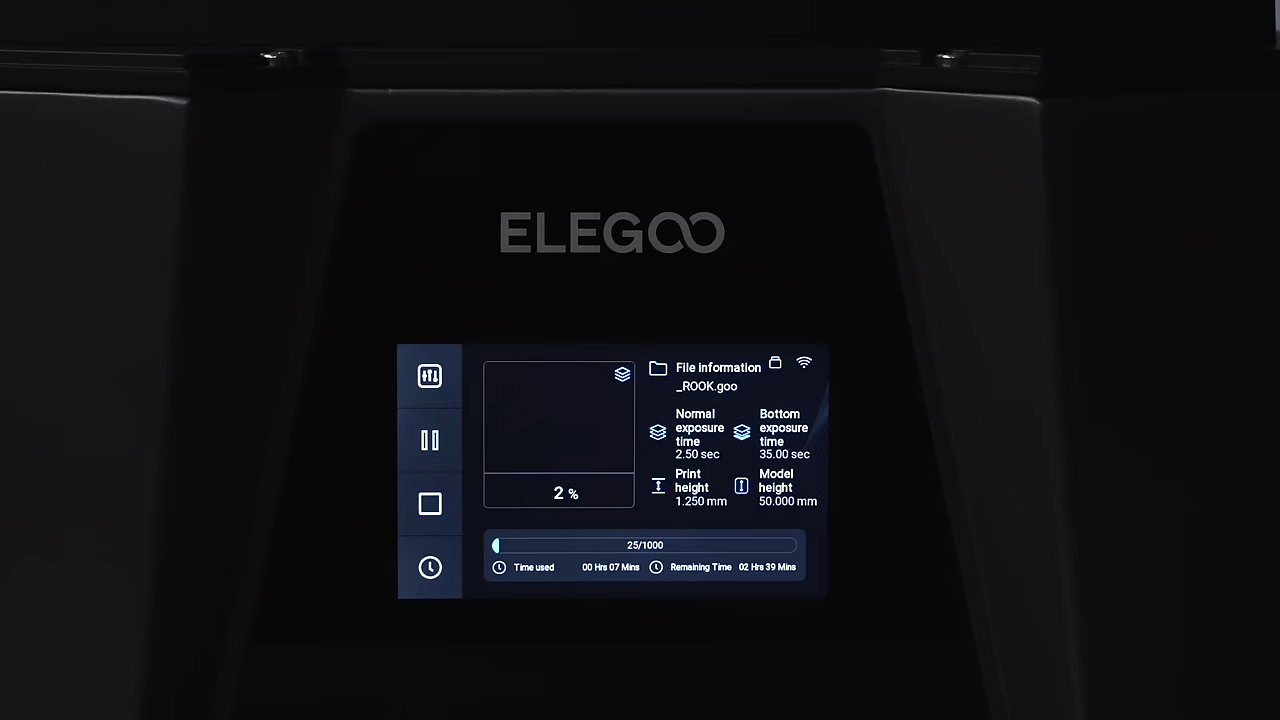 ELEGOO
File information
_ROOK.goo
Normal
exposure
time
2.50 sec
Bottom
exposure
time
35.00 sec
Print
height
1.250 mm
Model
height
50.000 mm
2 %
25/1000
Time used 00 Hrs 07 Mins Remaining Time 02 Hrs 39 Mins